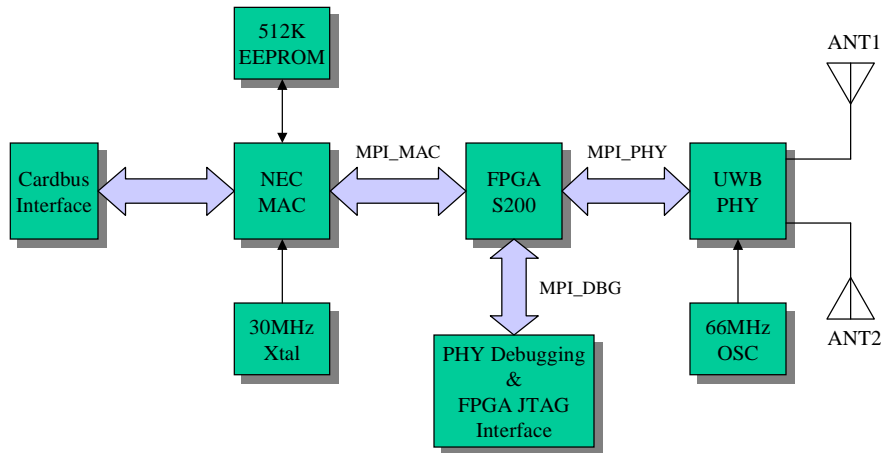 512K
EEPROM
ANT1
MPI_MAC
MPI_PHY
Cardbus
Interface
NEC
MAC
FPGA
S200
UWB
PHY
MPI_DBG
30MHz
Xtal
66MHz
OSC
ANT2
PHY Debugging
&
FPGA JTAG
Interface